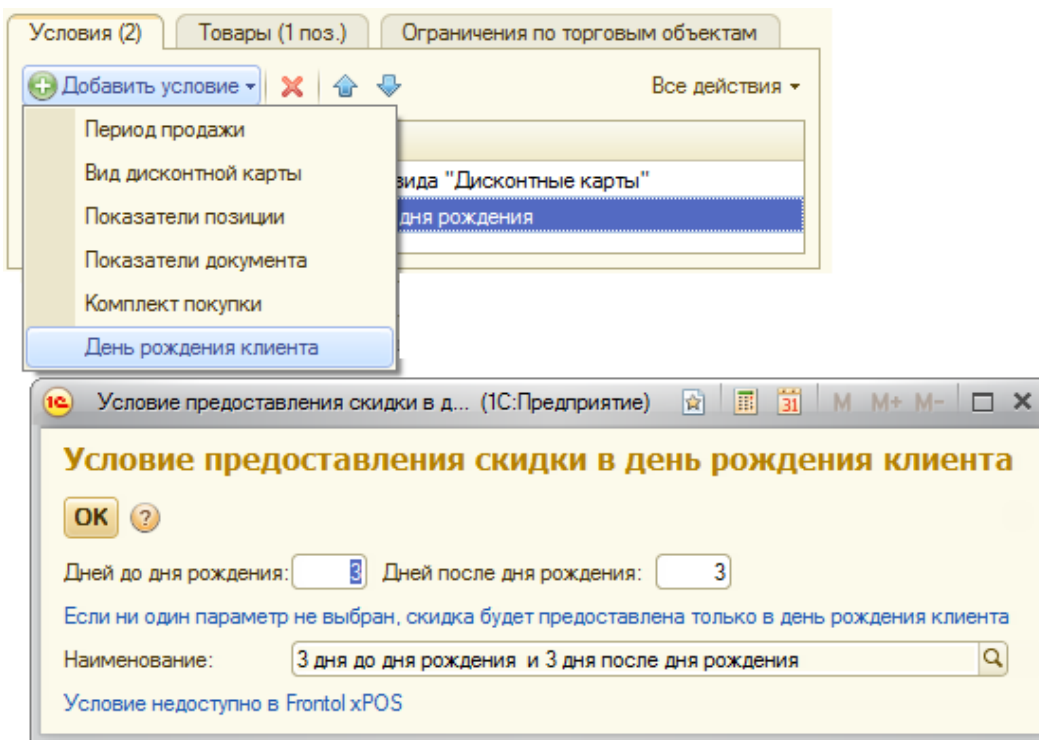 Условия (2) Товары (1 поз.) Ограничения по торговым объектам
Добавить условие Все действия
Период продажи
Вид дисконтной карты
вида "Дисконтные карты"
Показатели позиции
дня рождения
Показатели документа
Комплект покупки
День рождения клиента
1С Условие предоставления скидки в д... (1С:Предприятие) 31 M M+ M-
Условие предоставления скидки в день рождения клиента
ОК ?
Дней до дня рождения: 3 Дней после дня рождения: 3
Если ни один параметр не выбран, скидка будет предоставлена только в день рождения клиента
Наименование: 3 дня до дня рождения и 3 дня после дня рождения
Условие недоступно в Frontol xPOS